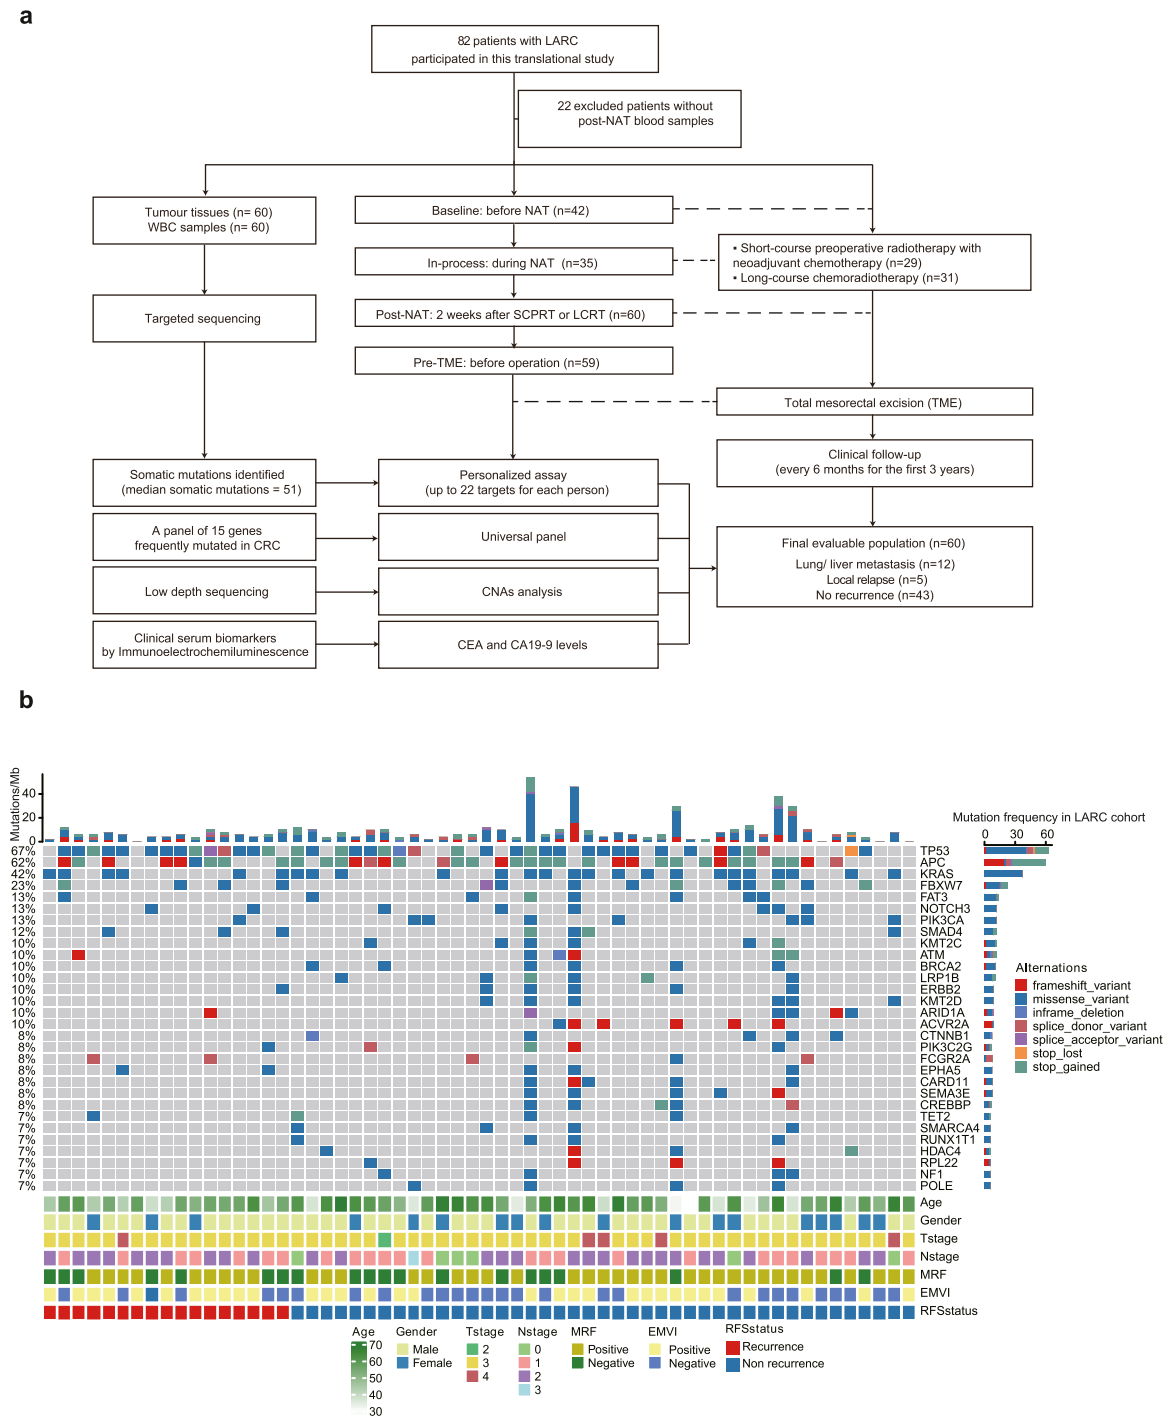 a
82 patients with LARC
participated in this translational study
22 excluded patients without
post-NAT blood samples
Tumour tissues (n= 60)
WBC samples (n= 60)
Baseline: before NAT (n=42)
In-process: during NAT (n=35)
▪ Short-course preoperative radiotherapy with
neoadjuvant chemotherapy (n=29)
▪ Long-course chemoradiotherapy (n=31)
Targeted sequencing
Post-NAT: 2 weeks after SCPRT or LCRT (n=60)
Pre-TME: before operation (n=59)
Total mesorectal excision (TME)
Clinical follow-up
(every 6 months for the first 3 years)
Somatic mutations identified
(median somatic mutations = 51)
Personalized assay
(up to 22 targets for each person)
A panel of 15 genes
frequently mutated in CRC
Universal panel
Final evaluable population (n=60)
Lung/ liver metastasis (n=12)
Local relapse (n=5)
No recurrence (n=43)
Low depth sequencing
CNAs analysis
Clinical serum biomarkers
by Immunoelectrochemiluminescence
CEA and CA19-9 levels
b
Mutations/Mb
40
20
0
Mutation frequency in LARC cohort
0 30 60
67% TP53
62% APC
42% KRAS
23% FBXW7
13% FAT3
13% NOTCH3
13% PIK3CA
12% SMAD4
10% KMT2C
10% ATM
10% BRCA2
10% LRP1B
10% ERBB2
10% KMT2D
10% ARID1A
10% ACVR2A
8% CTNNB1
8% PIK3C2G
8% FCGR2A
8% EPHA5
8% CARD11
8% SEMA3E
8% CREBBP
7% TET2
7% SMARCA4
7% RUNX1T1
7% HDAC4
7% RPL22
7% NF1
7% POLE
Alternations
frameshift_variant
missense_variant
inframe_deletion
splice_donor_variant
splice_acceptor_variant
stop_lost
stop_gained
Age
Gender
Tstage
Nstage
MRF
EMVI
RFSstatus
Age
70
60
50
40
30
Gender
Male
Female
Tstage
2
3
4
Nstage
0
1
2
3
MRF
Positive
Negative
EMVI
Positive
Negative
RFSstatus
Recurrence
Non recurrence